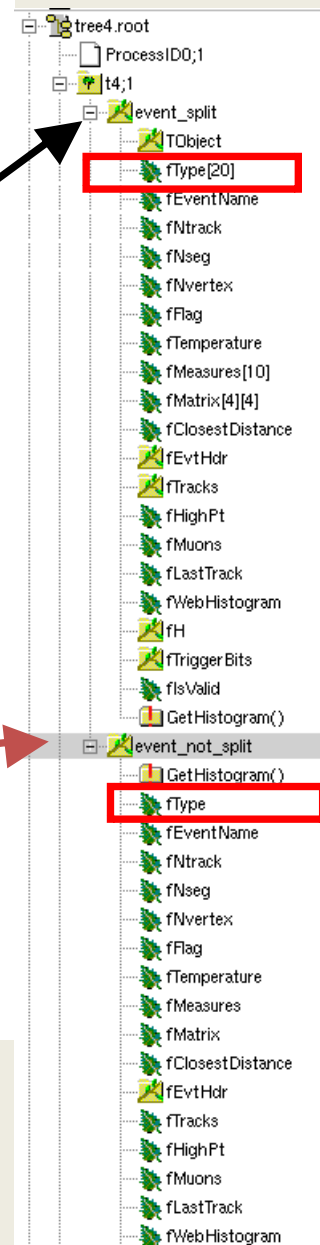 tree4.root
ProcessID0;1
t4;1
event_split
TObject
fType[20]
fEventName
fNtrack
fNseg
fNvertex
fFlag
fTemperature
fMeasures[10]
fMatrix[4][4]
fClosestDistance
fEvtHdr
fTracks
fHighPt
fMuons
fLastTrack
fWebHistogram
fH
fTriggerBits
fIsValid
GetHistogram()
event_not_split
GetHistogram()
fType
fEventName
fNtrack
fNseg
fNvertex
fFlag
fTemperature
fMeasures
fMatrix
fClosestDistance
fEvtHdr
fTracks
fHighPt
fMuons
fLastTrack
fWebHistogram